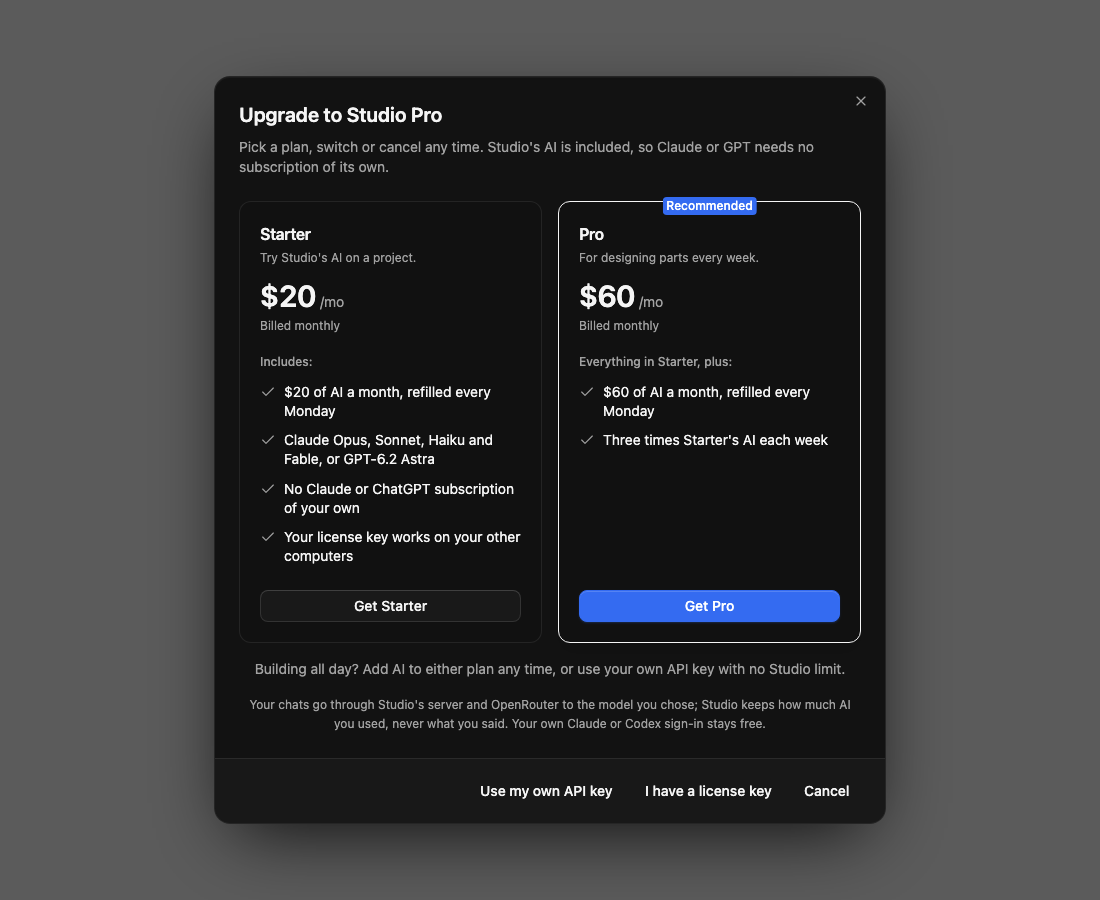 Upgrade to Studio Pro
Pick a plan, switch or cancel any time. Studio's AI is included, so Claude or GPT needs no
subscription of its own.
Starter
Try Studio's AI on a project.
$20 /mo
Billed monthly
Includes:
$20 of AI a month, refilled every
Monday
Claude Opus, Sonnet, Haiku and
Fable, or GPT-6.2 Astra
No Claude or ChatGPT subscription
of your own
Your license key works on your other
computers
Get Starter
Recommended
Pro
For designing parts every week.
$60 /mo
Billed monthly
Everything in Starter, plus:
$60 of AI a month, refilled every
Monday
Three times Starter's AI each week
Get Pro
Building all day? Add AI to either plan any time, or use your own API key with no Studio limit.
Your chats go through Studio's server and OpenRouter to the model you chose; Studio keeps how much AI
you used, never what you said. Your own Claude or Codex sign-in stays free.
Use my own API key
I have a license key
Cancel